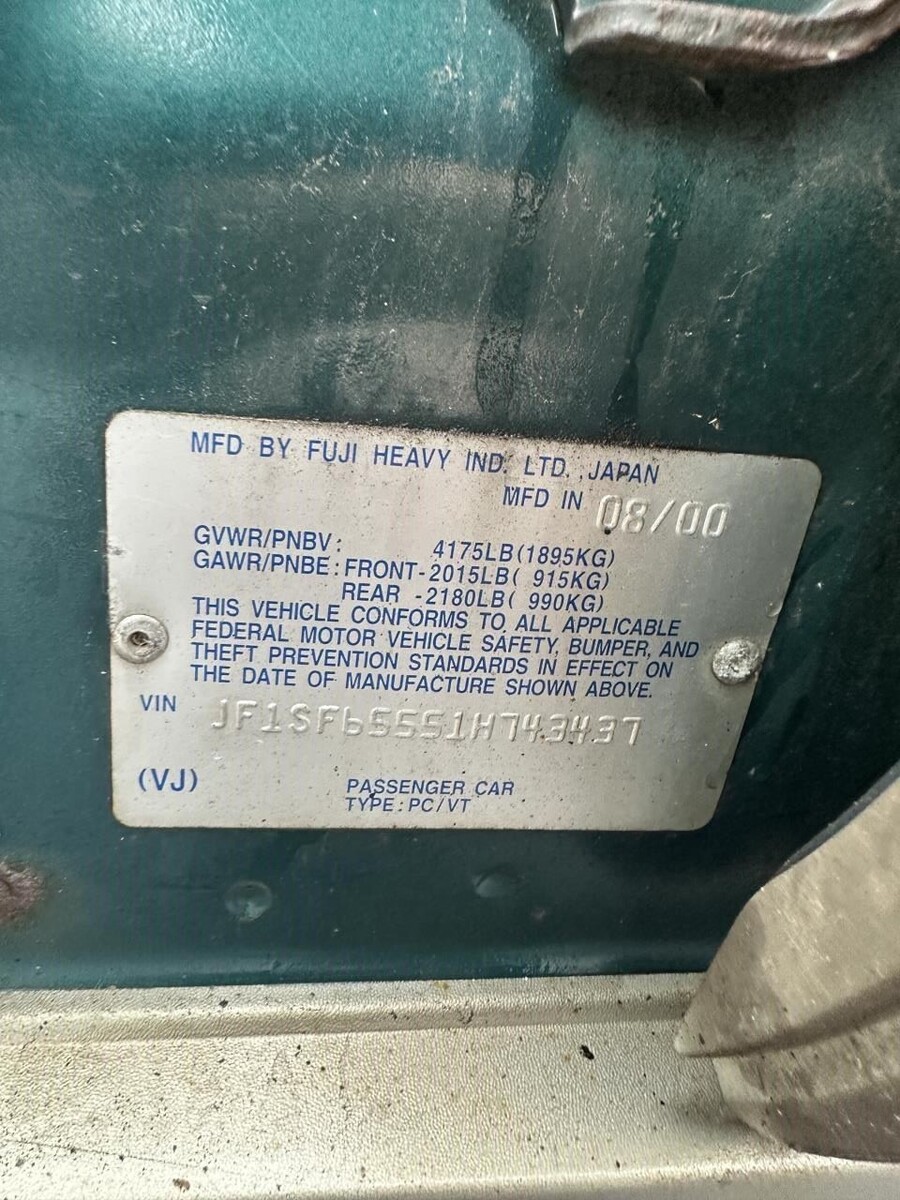 MFD BY FUJI HEAVY IND. LTD. JAPAN
MFD IN 08/00
GVWR/PNBV: 4175LB(1895KG)
GAWR/PNBE: FRONT-2015LB( 915KG)
REAR -2180LB( 990KG)
THIS VEHICLE CONFORMS TO ALL APPLICABLE
FEDERAL MOTOR VEHICLE SAFETY, BUMPER, AND
THEFT PREVENTION STANDARDS IN EFFECT ON
THE DATE OF MANUFACTURE SHOWN ABOVE.
VIN JF1SF65551H743437
(VJ) PASSENGER CAR
TYPE: PC/VT